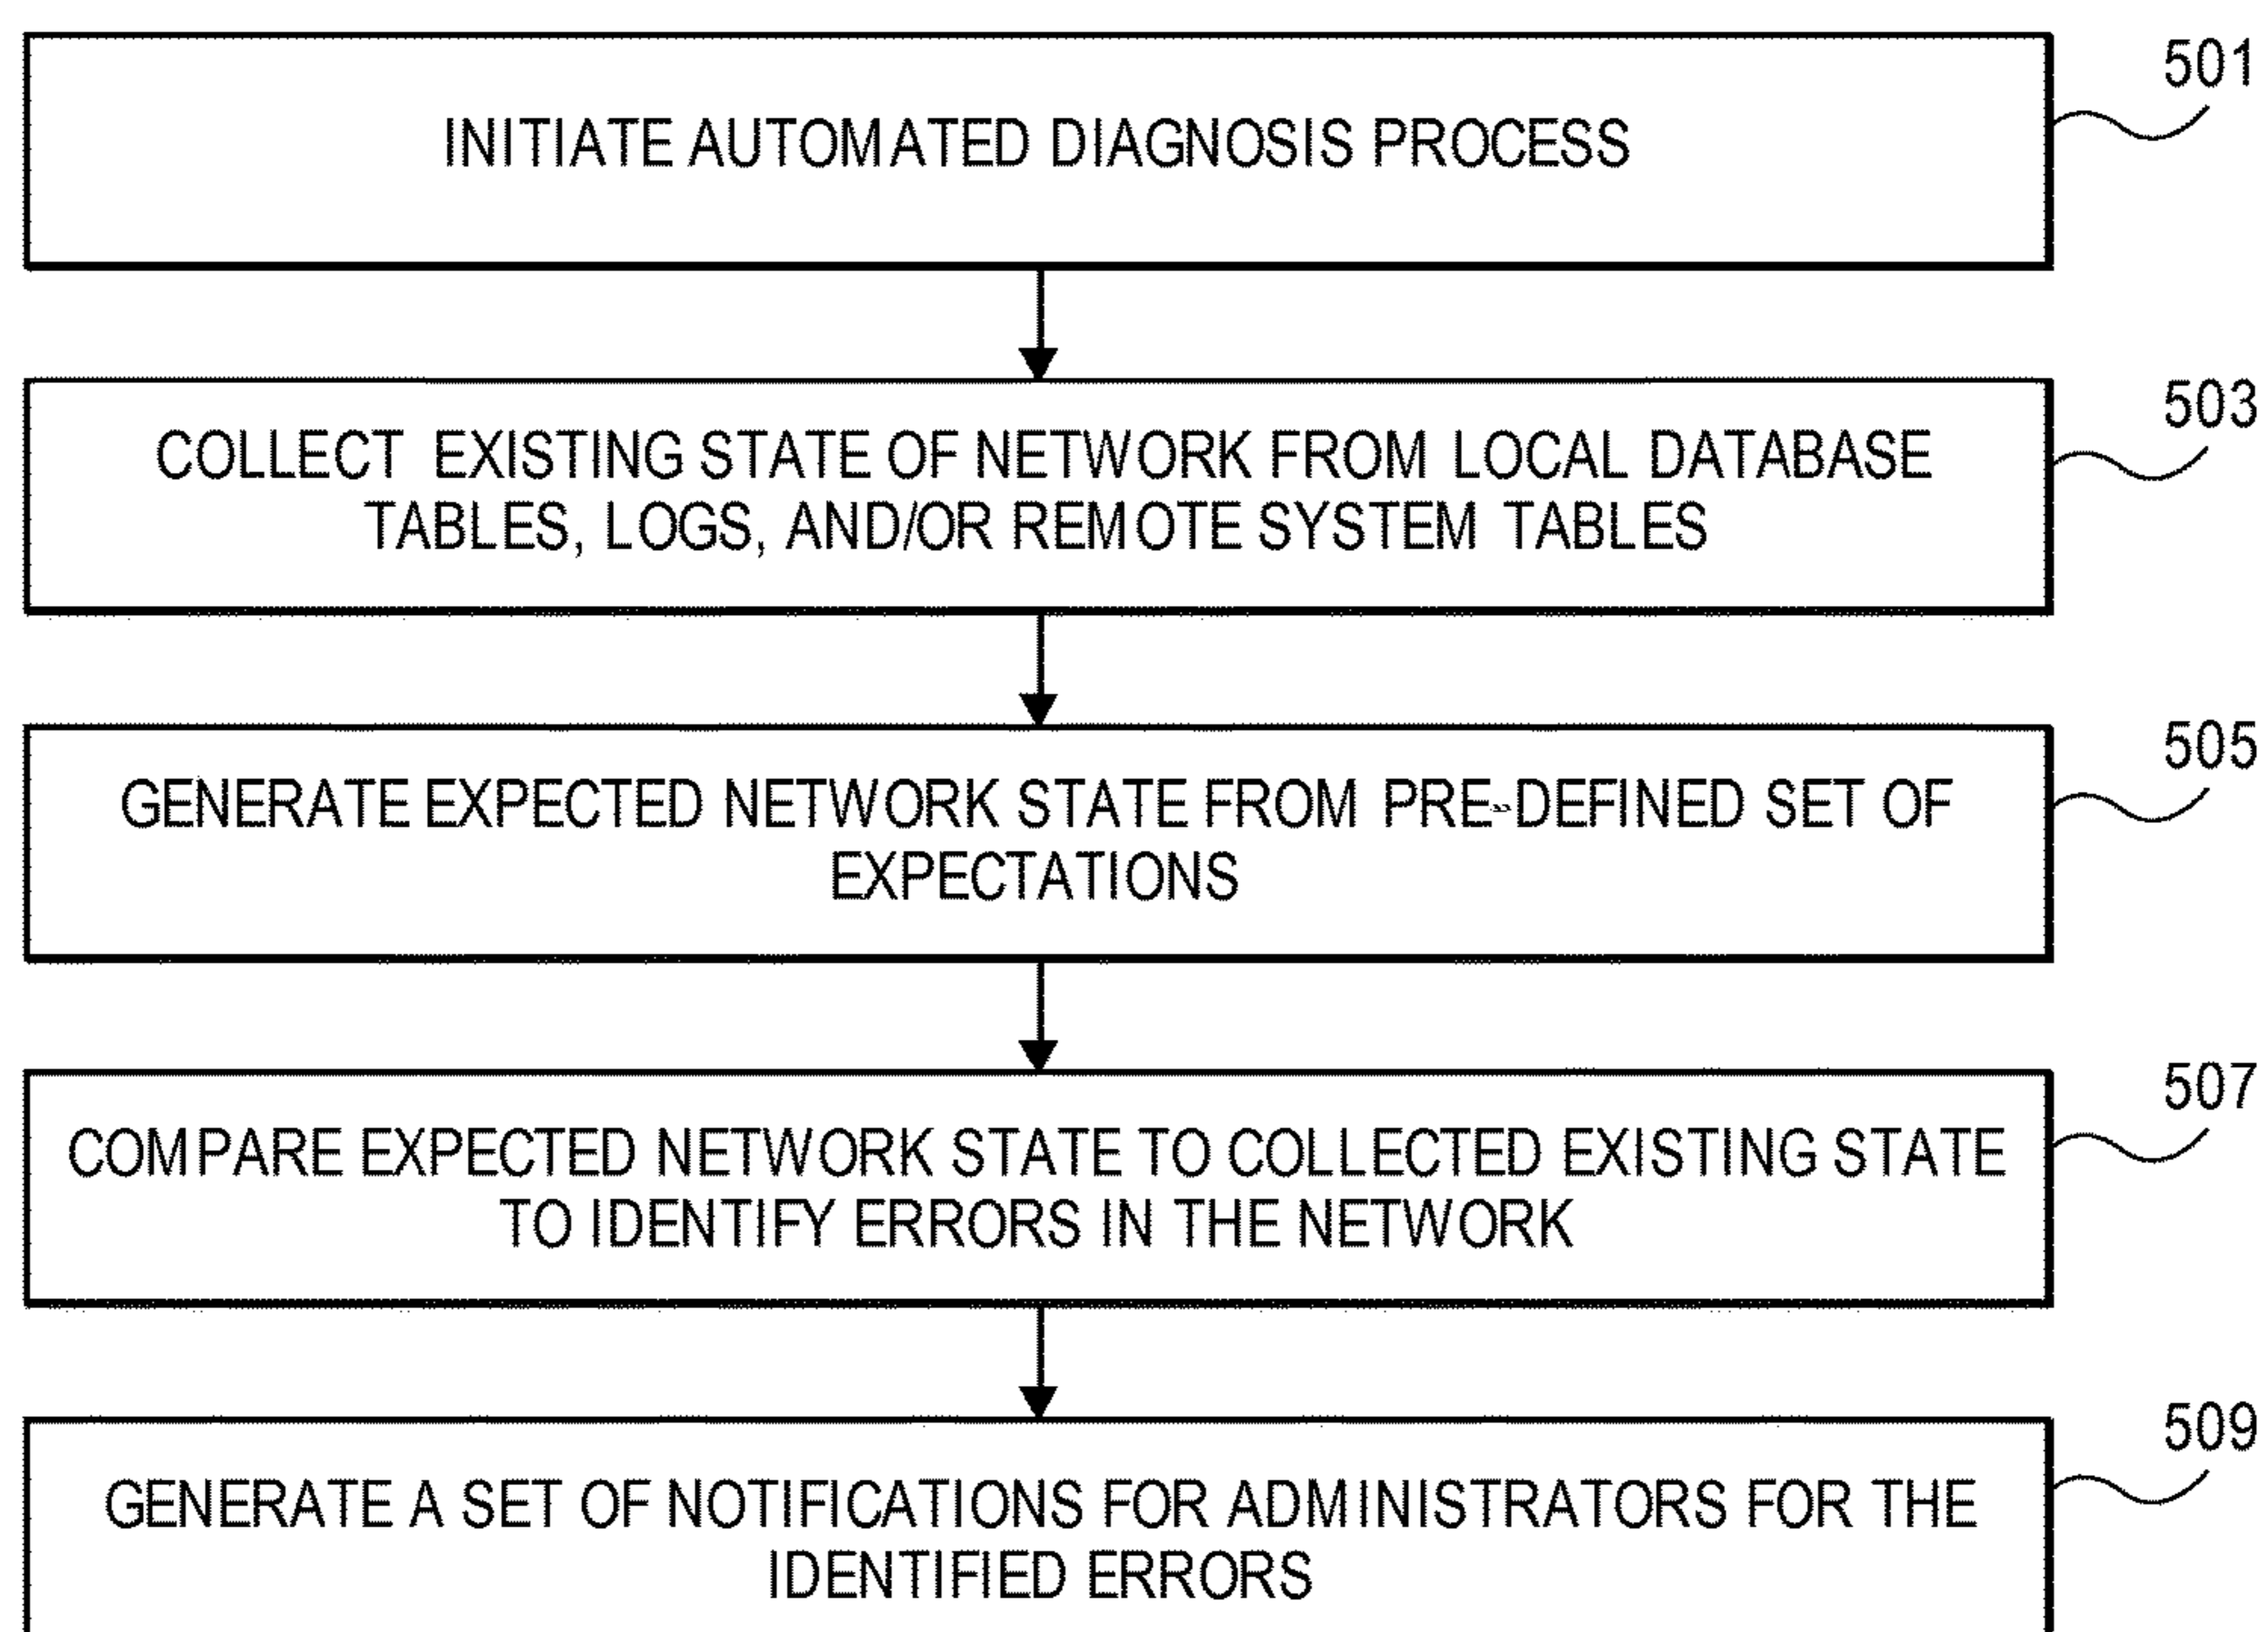 501
INITIATE AUTOMATED DIAGNOSIS PROCESS
503
COLLECT EXISTING STATE OF NETWORK FROM LOCAL DATABASE
TABLES, LOGS, AND/OR REMOTE SYSTEM TABLES
505
GENERATE EXPECTED NETWORK STATE FROM PRE-DEFINED SET OF
EXPECTATIONS
507
COMPARE EXPECTED NETWORK STATE TO COLLECTED EXISTING STATE
TO IDENTIFY ERRORS IN THE NETWORK
509
GENERATE A SET OF NOTIFICATIONS FOR ADMINISTRATORS FOR THE
IDENTIFIED ERRORS